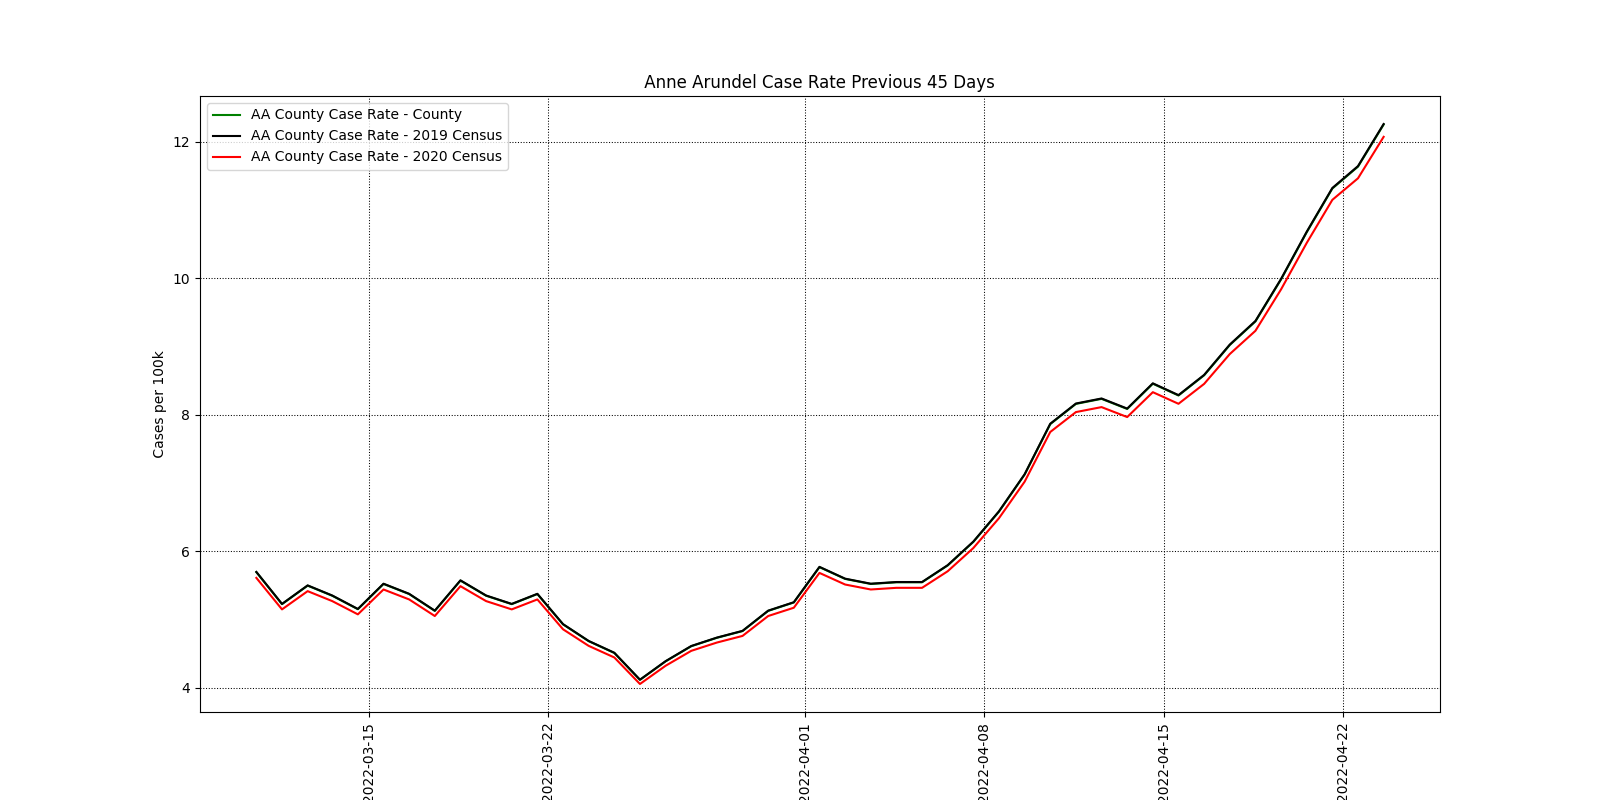 Anne Arundel Case Rate Previous 45 Days
AA County Case Rate - County
AA County Case Rate - 2019 Census
AA County Case Rate - 2020 Census
12
10
8
6
4
Cases per 100k
2022-03-15
2022-03-22
2022-04-01
2022-04-08
2022-04-15
2022-04-22